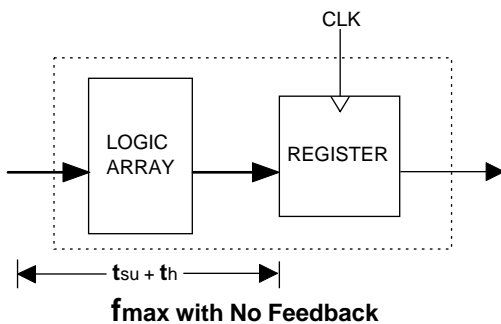 CLK
LOGIC
ARRAY
REGISTER
tsu + th
fmax with No Feedback